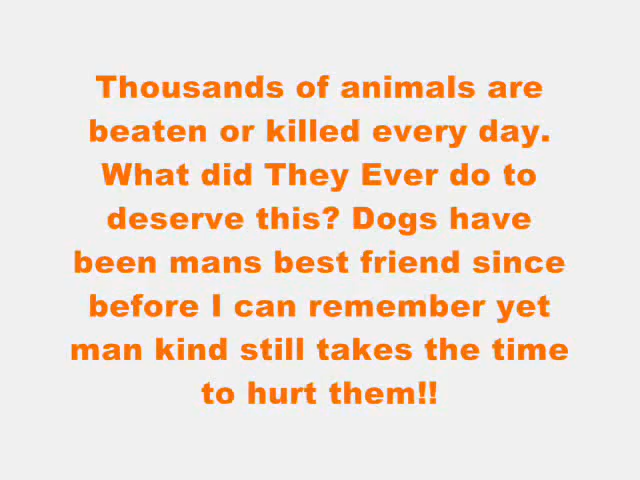 Thousands of animals are
beaten or killed every day.
What did They Ever do to
deserve this? Dogs have
been mans best friend since
before I can remember yet
man kind still takes the time
to hurt them!!